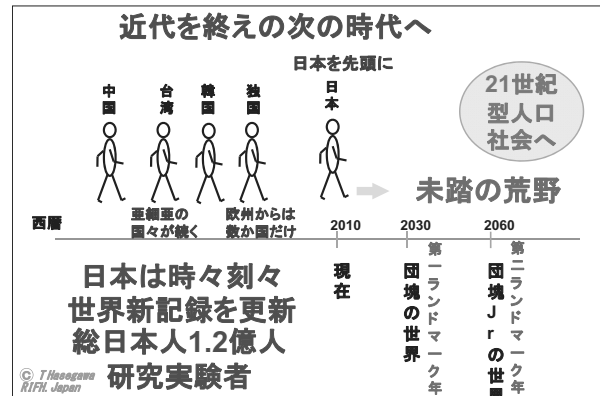 近代を終えの次の時代へ
日本を先頭に
中国
台湾
韓国
独国
日本
21世紀
型人口
社会へ
未踏の荒野
亜細亜の
国々が続く
欧州からは
数か国だけ
西暦
2010
2030
2060
現在
団塊の世界
第一ランドマーク年
団塊Jrの世界
第二ランドマーク年
日本は時々刻々
世界新記録を更新
総日本人1.2億人
研究実験者
© T Hasegawa
RIFH. Japan